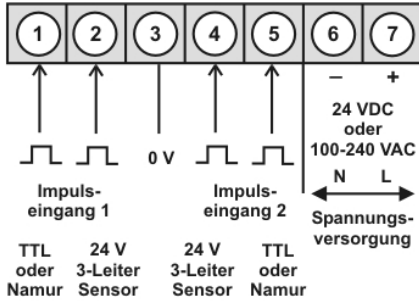 1 2 3 4 5 6 7
– +
24 VDC
oder
100-240 VAC
0 V
N L
Impuls-
eingang 1
Impuls-
eingang 2
Spannungs-
versorgung
TTL
oder
Namur
24 V
3-Leiter
Sensor
24 V
3-Leiter
Sensor
TTL
oder
Namur